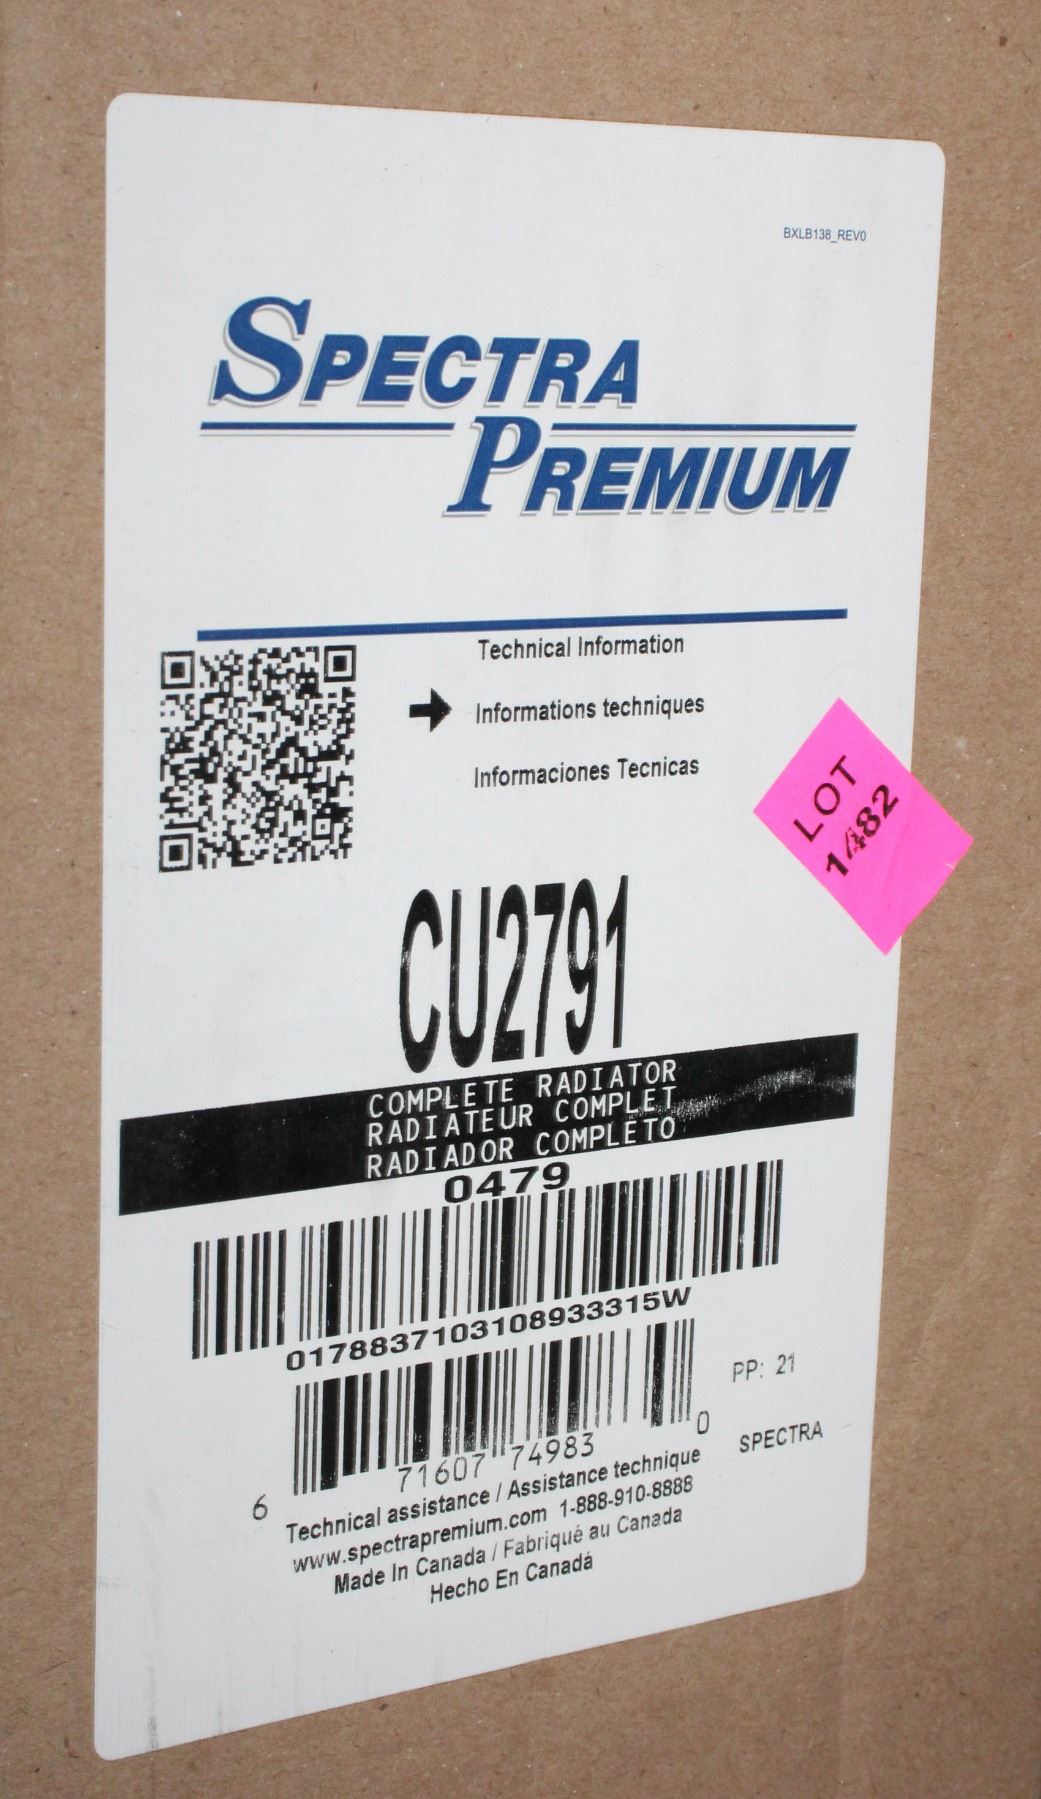 BXLB138_REV0
SPECTRA
PREMIUM
Technical Information
Informations techniques
Informaciones Tecnicas
LOT
1482
CU2791
COMPLETE RADIATOR
RADIATEUR COMPLET
RADIADOR COMPLETO
0479
0178837103108933315W
PP: 21
6 71607 74983 0
SPECTRA
Technical assistance / Assistance technique
www.spectrapremium.com 1-888-910-8888
Made In Canada / Fabriqué au Canada
Hecho En Canadá